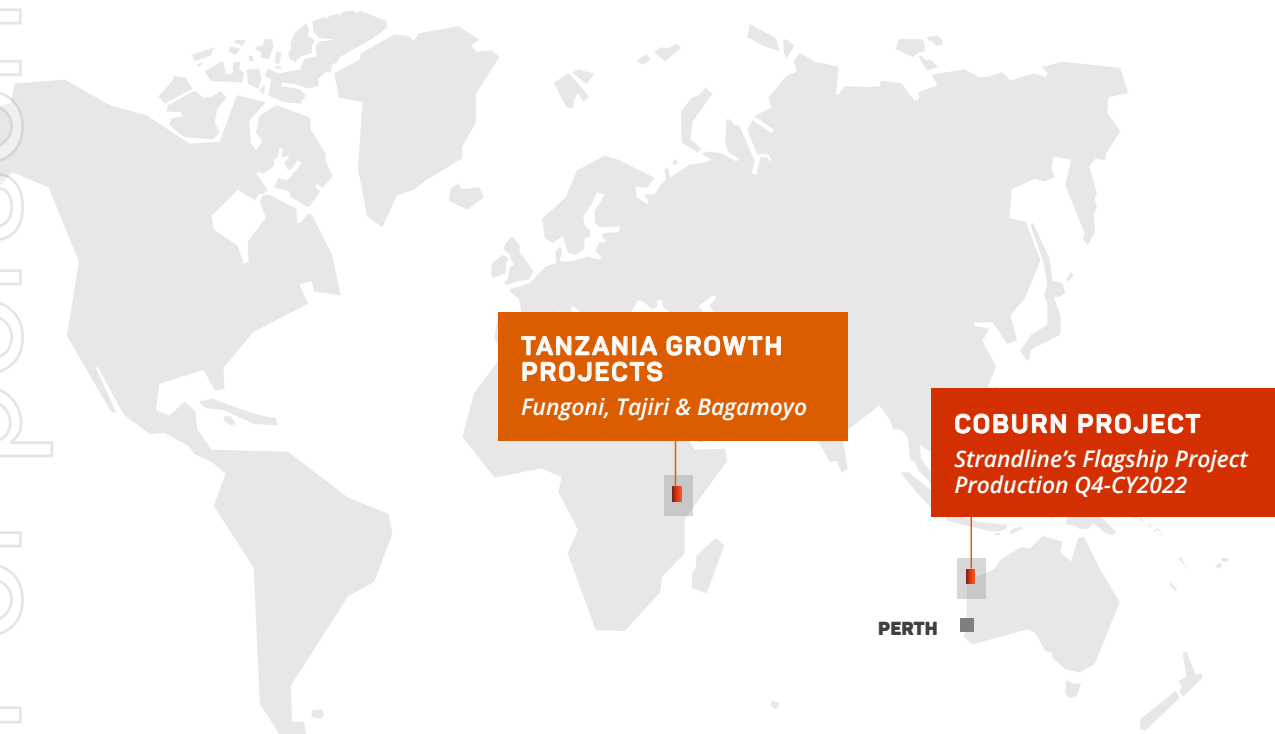 TANZANIA GROWTH
PROJECTS
Fungoni, Tajiri & Bagamoyo
COBURN PROJECT
Strandline’s Flagship Project
Production Q4-CY2022
PERTH